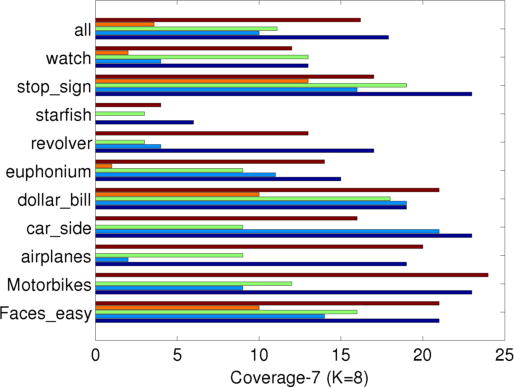 all
watch
stop_sign
starfish
revolver
euphonium
dollar_bill
car_side
airplanes
Motorbikes
Faces_easy
0 5 10 15 20 25
Coverage-7 (K=8)